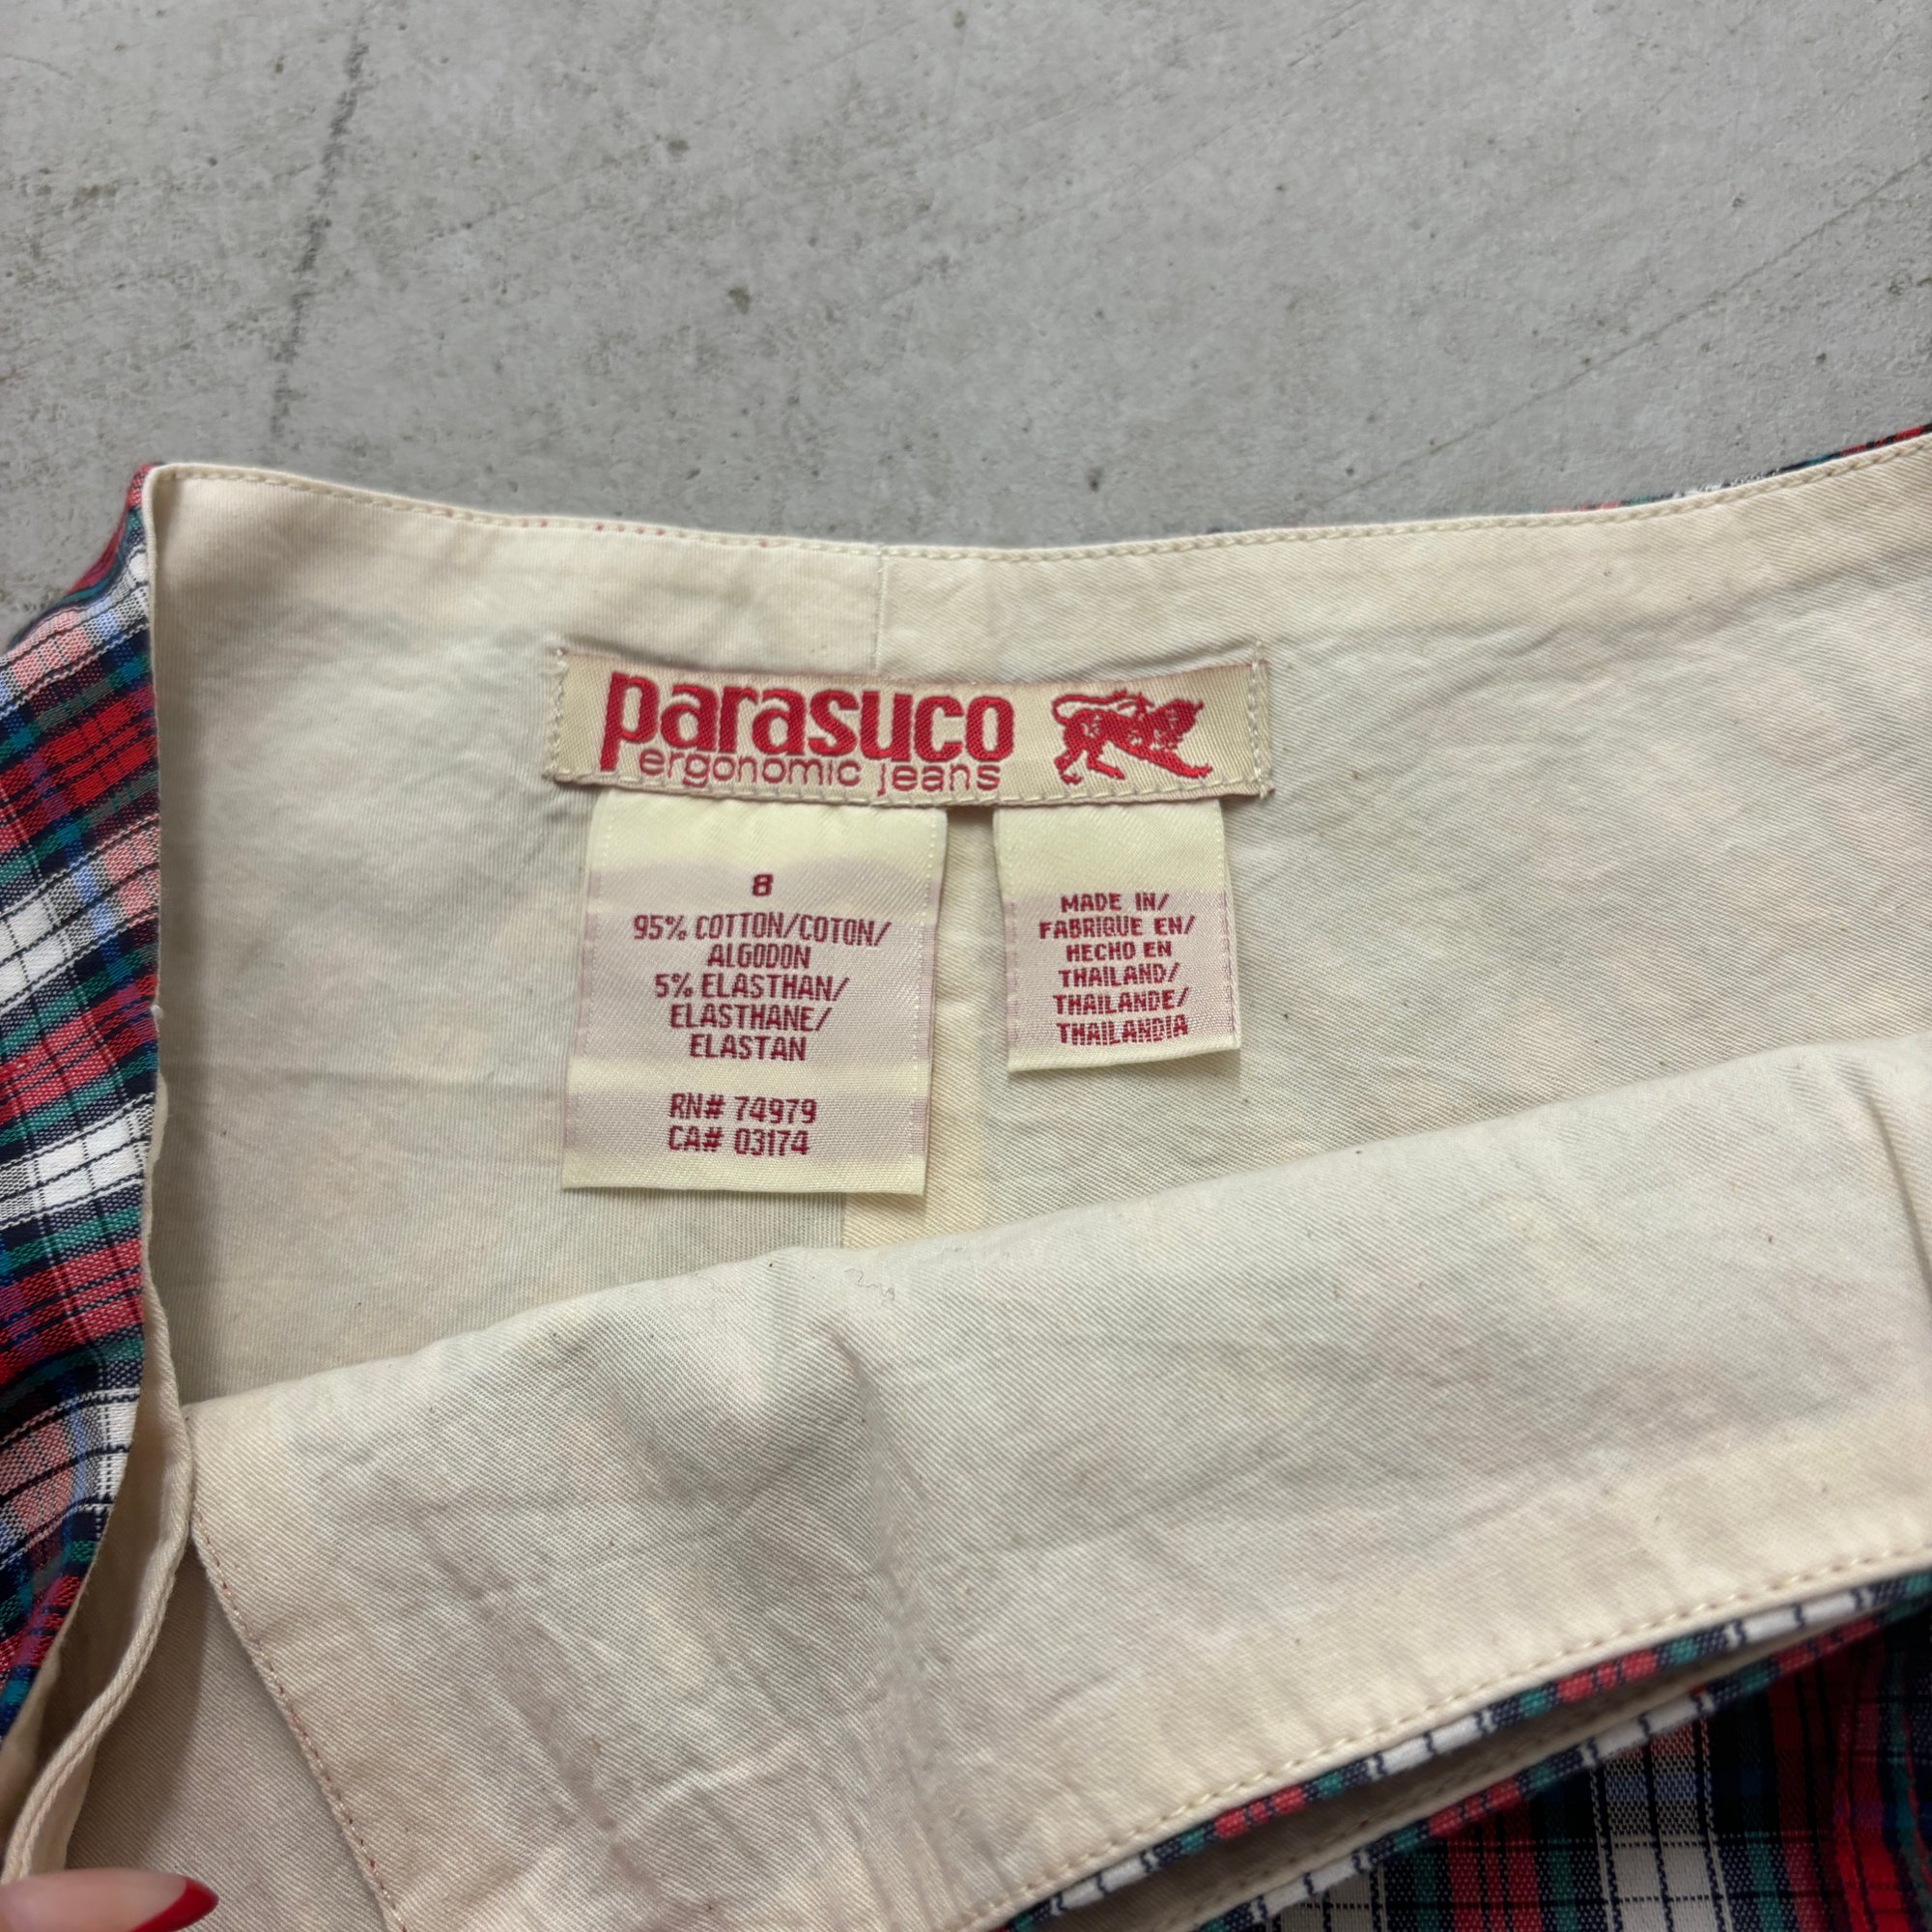 parasuco
ergonomic jeans
8
95% COTTON/COTON/
ALGODON
5% ELASTHAN/
ELASTHANE/
ELASTAN
RN# 74979
CA# 03174
MADE IN/
FABRIQUE EN/
HECHO EN
THAILAND/
THAILANDE/
THAILANDIA